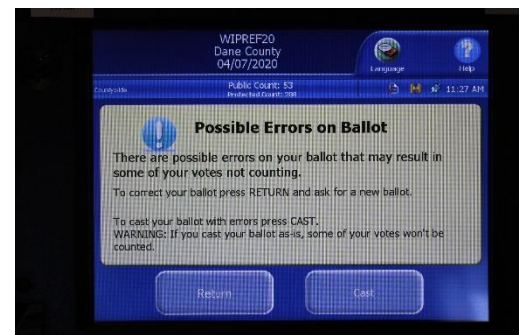 WIPREF20
Dane County
04/07/2020
Language
Help
Countywide
Public Count: 53
Protected Count: 208
11:27 AM
Possible Errors on Ballot
There are possible errors on your ballot that may result in
some of your votes not counting.
To correct your ballot press RETURN and ask for a new ballot.
To cast your ballot with errors press CAST.
WARNING: If you cast your ballot as-is, some of your votes won't be
counted.
Return
Cast